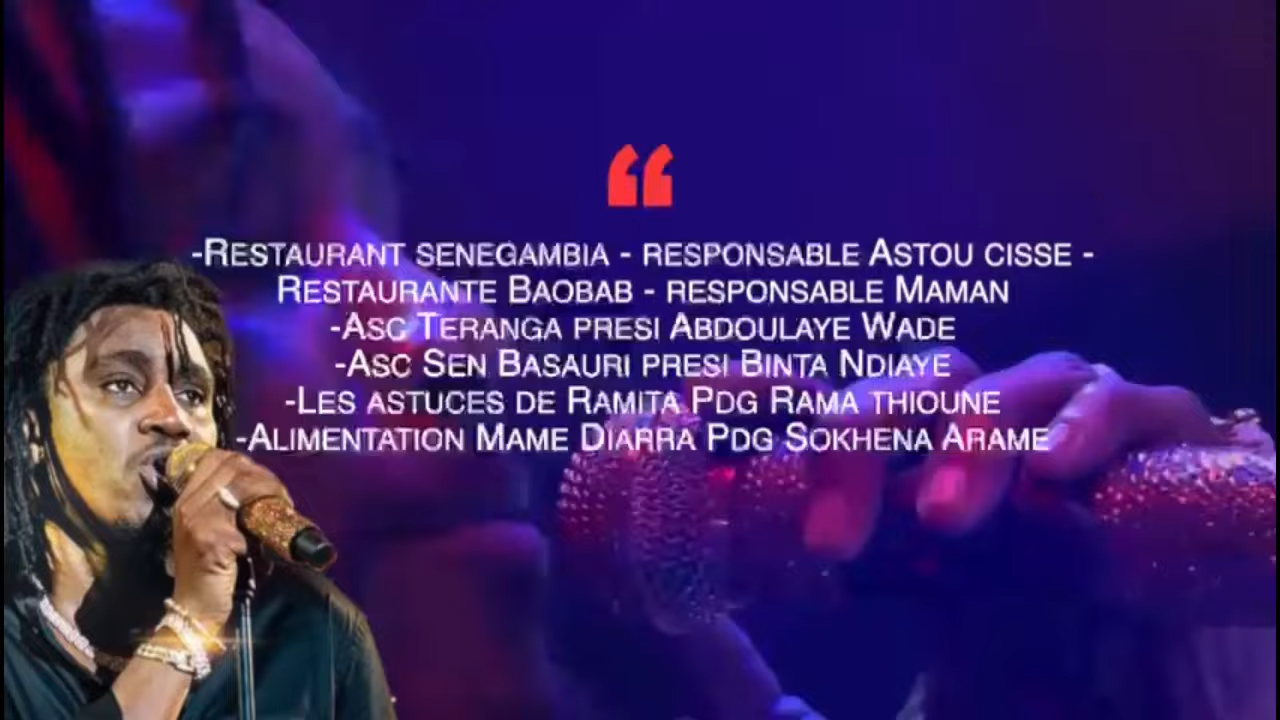 “
-Restaurant senegambia - responsable Astou cisse -
Restaurante Baobab - responsable Maman
-Asc Teranga presi Abdoulaye Wade
-Asc Sen Basauri presi Binta Ndiaye
-Les astuces de Ramita Pdg Rama thioune
-Alimentation Mame Diarra Pdg Sokhena Arame